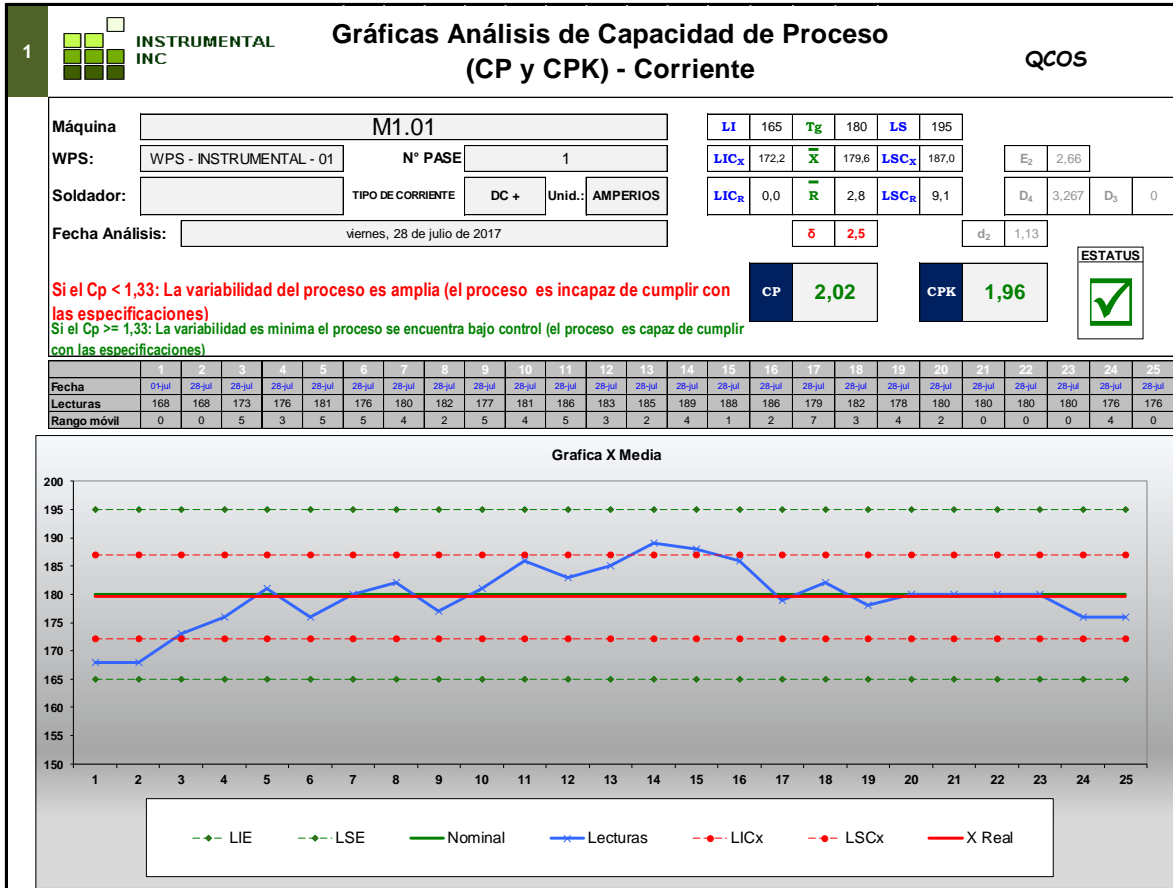 1
INSTRUMENTAL
INC
Gráficas Análisis de Capacidad de Proceso
(CP y CPK) - Corriente
QCOS
Máquina M1.01 LI 165 Tg 180 LS 195
WPS: WPS - INSTRUMENTAL - 01 N° PASE 1 LICX 172,2 X̄ 179,6 LSCX 187,0 E2 2,66
Soldador: TIPO DE CORRIENTE DC + Unid.: AMPERIOS LICR 0,0 R̄ 2,8 LSCR 9,1 D4 3,267 D3 0
Fecha Análisis: viernes, 28 de julio de 2017 δ 2,5 d2 1,13
ESTATUS
Si el Cp < 1,33: La variabilidad del proceso es amplia (el proceso es incapaz de cumplir con
las especificaciones)
CP 2,02 CPK 1,96
Si el Cp >= 1,33: La variabilidad es minima el proceso se encuentra bajo control (el proceso es capaz de cumplir
con las especificaciones)
1 2 3 4 5 6 7 8 9 10 11 12 13 14 15 16 17 18 19 20 21 22 23 24 25
Fecha 01-jul 28-jul 28-jul 28-jul 28-jul 28-jul 28-jul 28-jul 28-jul 28-jul 28-jul 28-jul 28-jul 28-jul 28-jul 28-jul 28-jul 28-jul 28-jul 28-jul 28-jul 28-jul 28-jul 28-jul 28-jul
Lecturas 168 168 173 176 181 176 180 182 177 181 186 183 185 189 188 186 179 182 178 180 180 180 180 176 176
Rango móvil 0 0 5 3 5 5 4 2 5 4 5 3 2 4 1 2 7 3 4 2 0 0 0 4 0
Grafica X Media
200
195
190
185
180
175
170
165
160
155
150
1 2 3 4 5 6 7 8 9 10 11 12 13 14 15 16 17 18 19 20 21 22 23 24 25
LIE LSE Nominal Lecturas LICx LSCx X Real